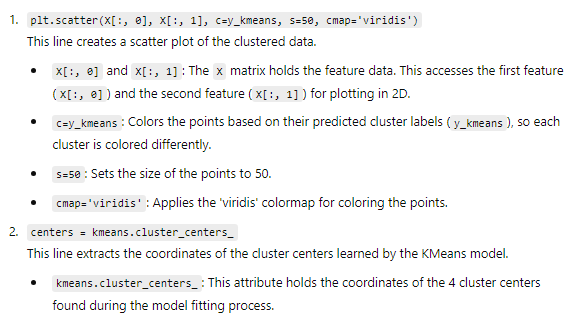 1. plt.scatter(X[:, 0], X[:, 1], c=y_kmeans, s=50, cmap='viridis')
This line creates a scatter plot of the clustered data.
• X[:, 0] and X[:, 1] : The X matrix holds the feature data. This accesses the first feature
( X[:, 0] ) and the second feature ( X[:, 1] ) for plotting in 2D.
• c=y_kmeans : Colors the points based on their predicted cluster labels ( y_kmeans ), so each
cluster is colored differently.
• s=50 : Sets the size of the points to 50.
• cmap='viridis' : Applies the 'viridis' colormap for coloring the points.
2. centers = kmeans.cluster_centers_
This line extracts the coordinates of the cluster centers learned by the KMeans model.
• kmeans.cluster_centers_ : This attribute holds the coordinates of the 4 cluster centers
found during the model fitting process.